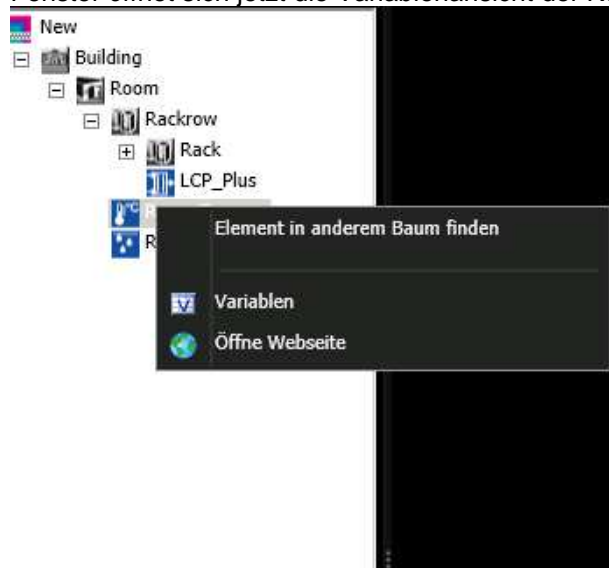 New
Building
Room
Rackrow
Rack
LCP_Plus
Element in anderem Baum finden
Variablen
Öffne Webseite